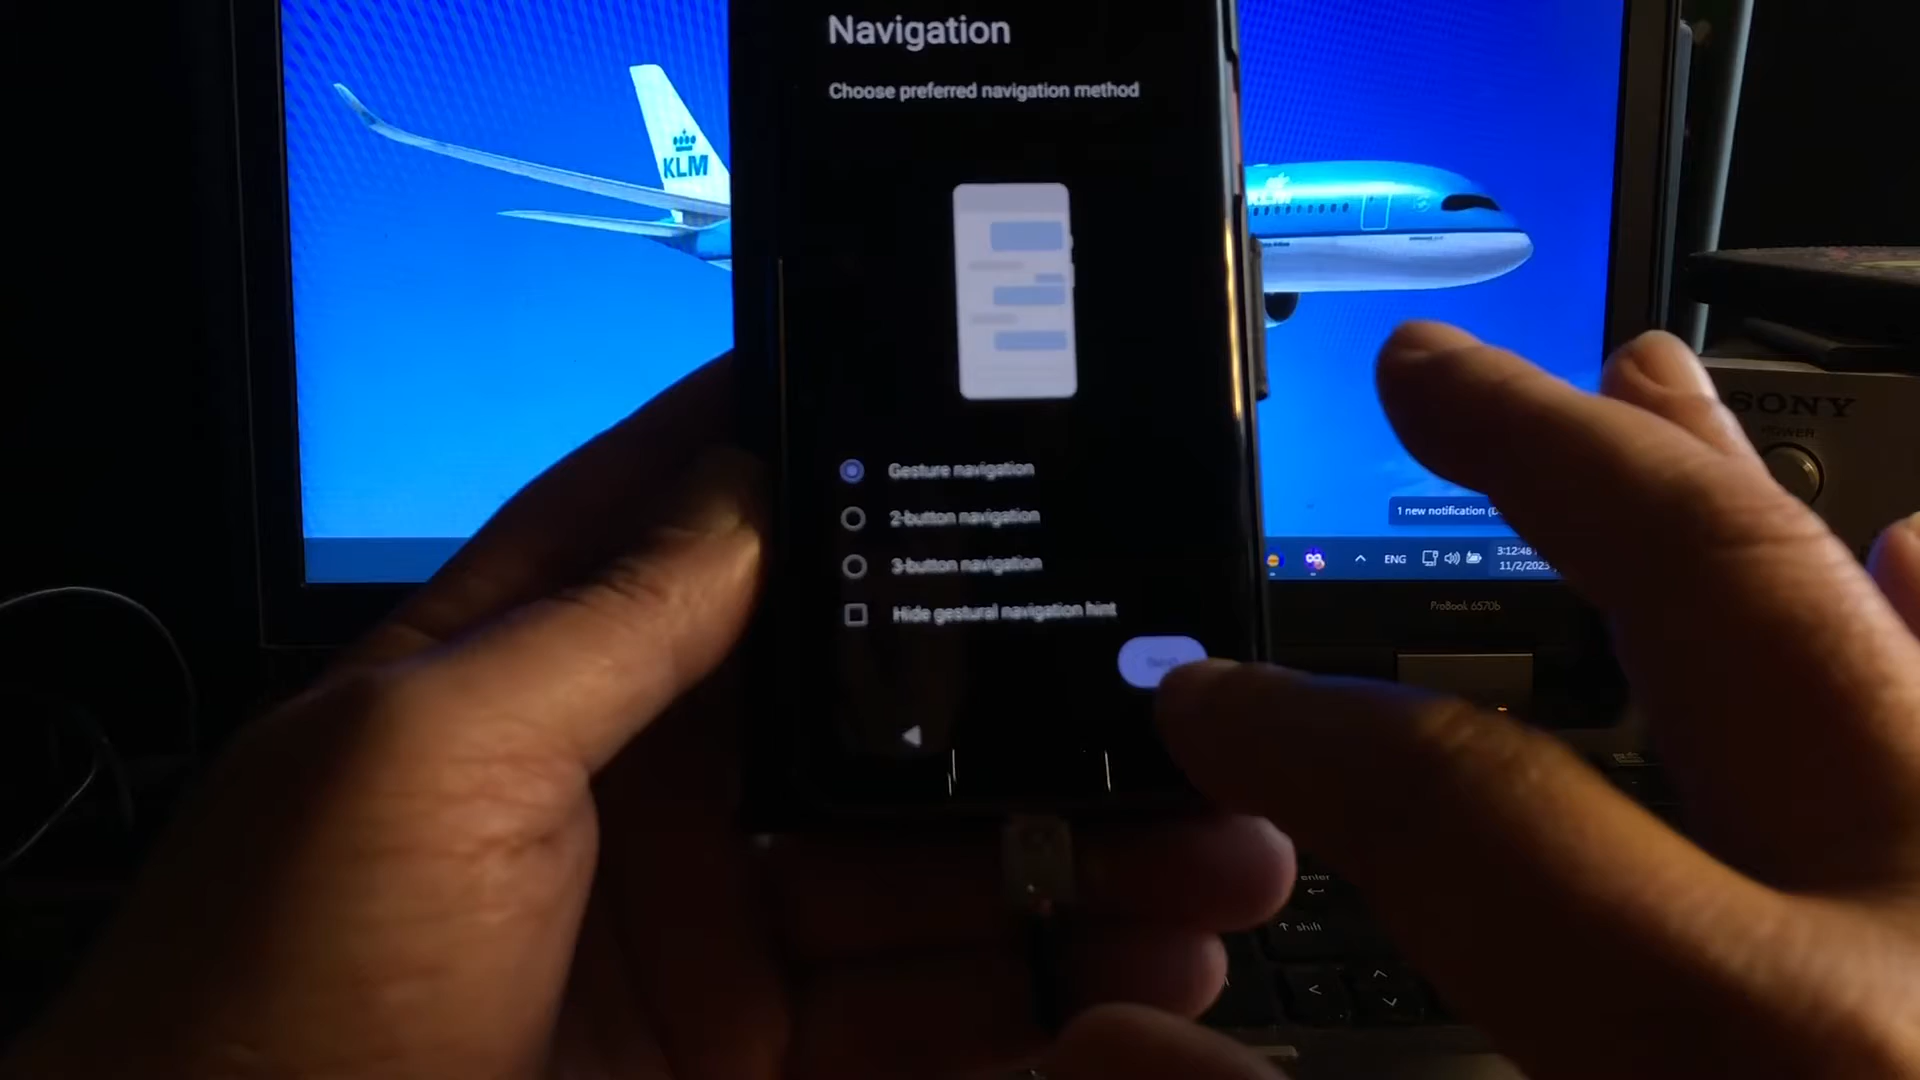 Navigation
Choose preferred navigation method
KLM
Gesture navigation
2-button navigation
3-button navigation
Hide gestural navigation hint
SONY
POWER
1 new notification
ENG
3:12:48
11/2/2023
ProBook 6570b
enter
shift